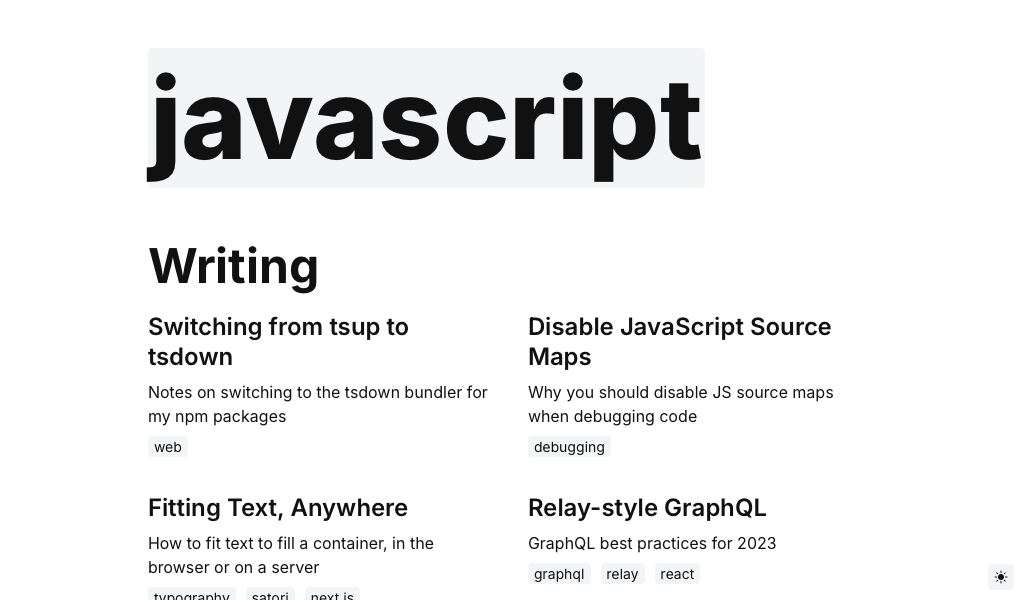 javascript
Writing
Switching from tsup to
tsdown
Notes on switching to the tsdown bundler for
my npm packages
web
Disable JavaScript Source
Maps
Why you should disable JS source maps
when debugging code
debugging
Fitting Text, Anywhere
How to fit text to fill a container, in the
browser or on a server
typography satori next.js
Relay-style GraphQL
GraphQL best practices for 2023
graphql relay react